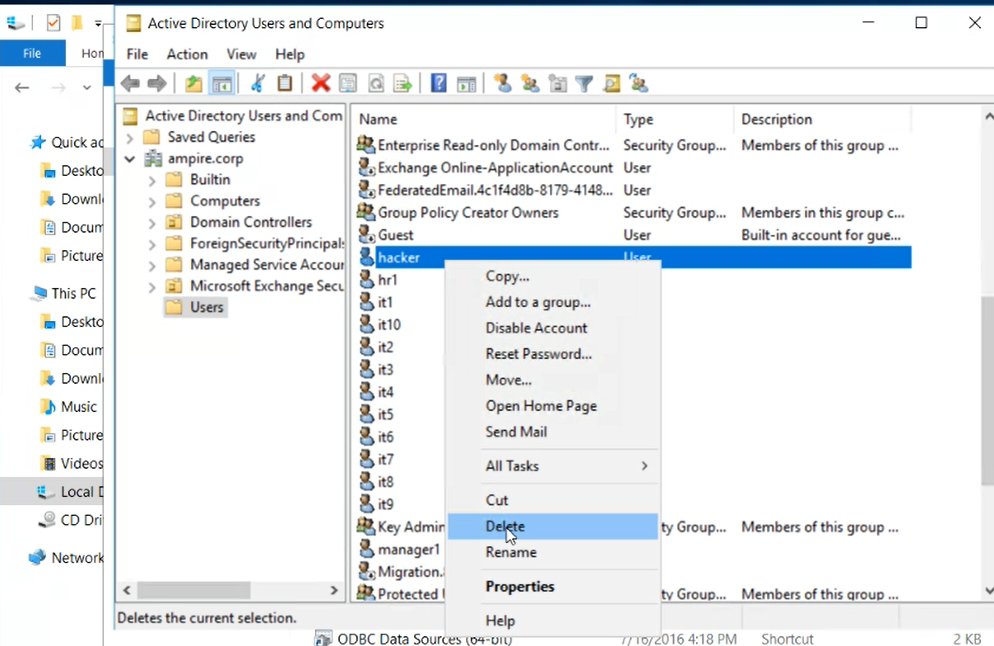 Active Directory Users and Computers
File
Hon
File Action View Help
Quick ac
Deskto
Downl
Docum
Picture
This PC
Deskto
Docum
Downl
Music
Picture
Videos
Local D
CD Dri
Network
Active Directory Users and Com
Saved Queries
ampire.corp
Builtin
Computers
Domain Controllers
ForeignSecurityPrincipals
Managed Service Accour
Microsoft Exchange Secu
Users
Name Type Description
Enterprise Read-only Domain Contr... Security Group... Members of this group ...
Exchange Online-ApplicationAccount User
FederatedEmail.4c1f4d8b-8179-4148... User
Group Policy Creator Owners Security Group... Members in this group c...
Guest User Built-in account for gue...
hacker User
hr1
it1
it10
it2
it3
it4
it5
it6
it7
it8
it9
Key Admin ty Group... Members of this group ...
manager1
Migration.
Protected U ty Group... Members of this group ...
Copy...
Add to a group...
Disable Account
Reset Password...
Move...
Open Home Page
Send Mail
All Tasks
Cut
Delete
Rename
Properties
Help
Deletes the current selection.
ODBC Data Sources (64-bit) 7/16/2016 4:18 PM Shortcut 2 KB